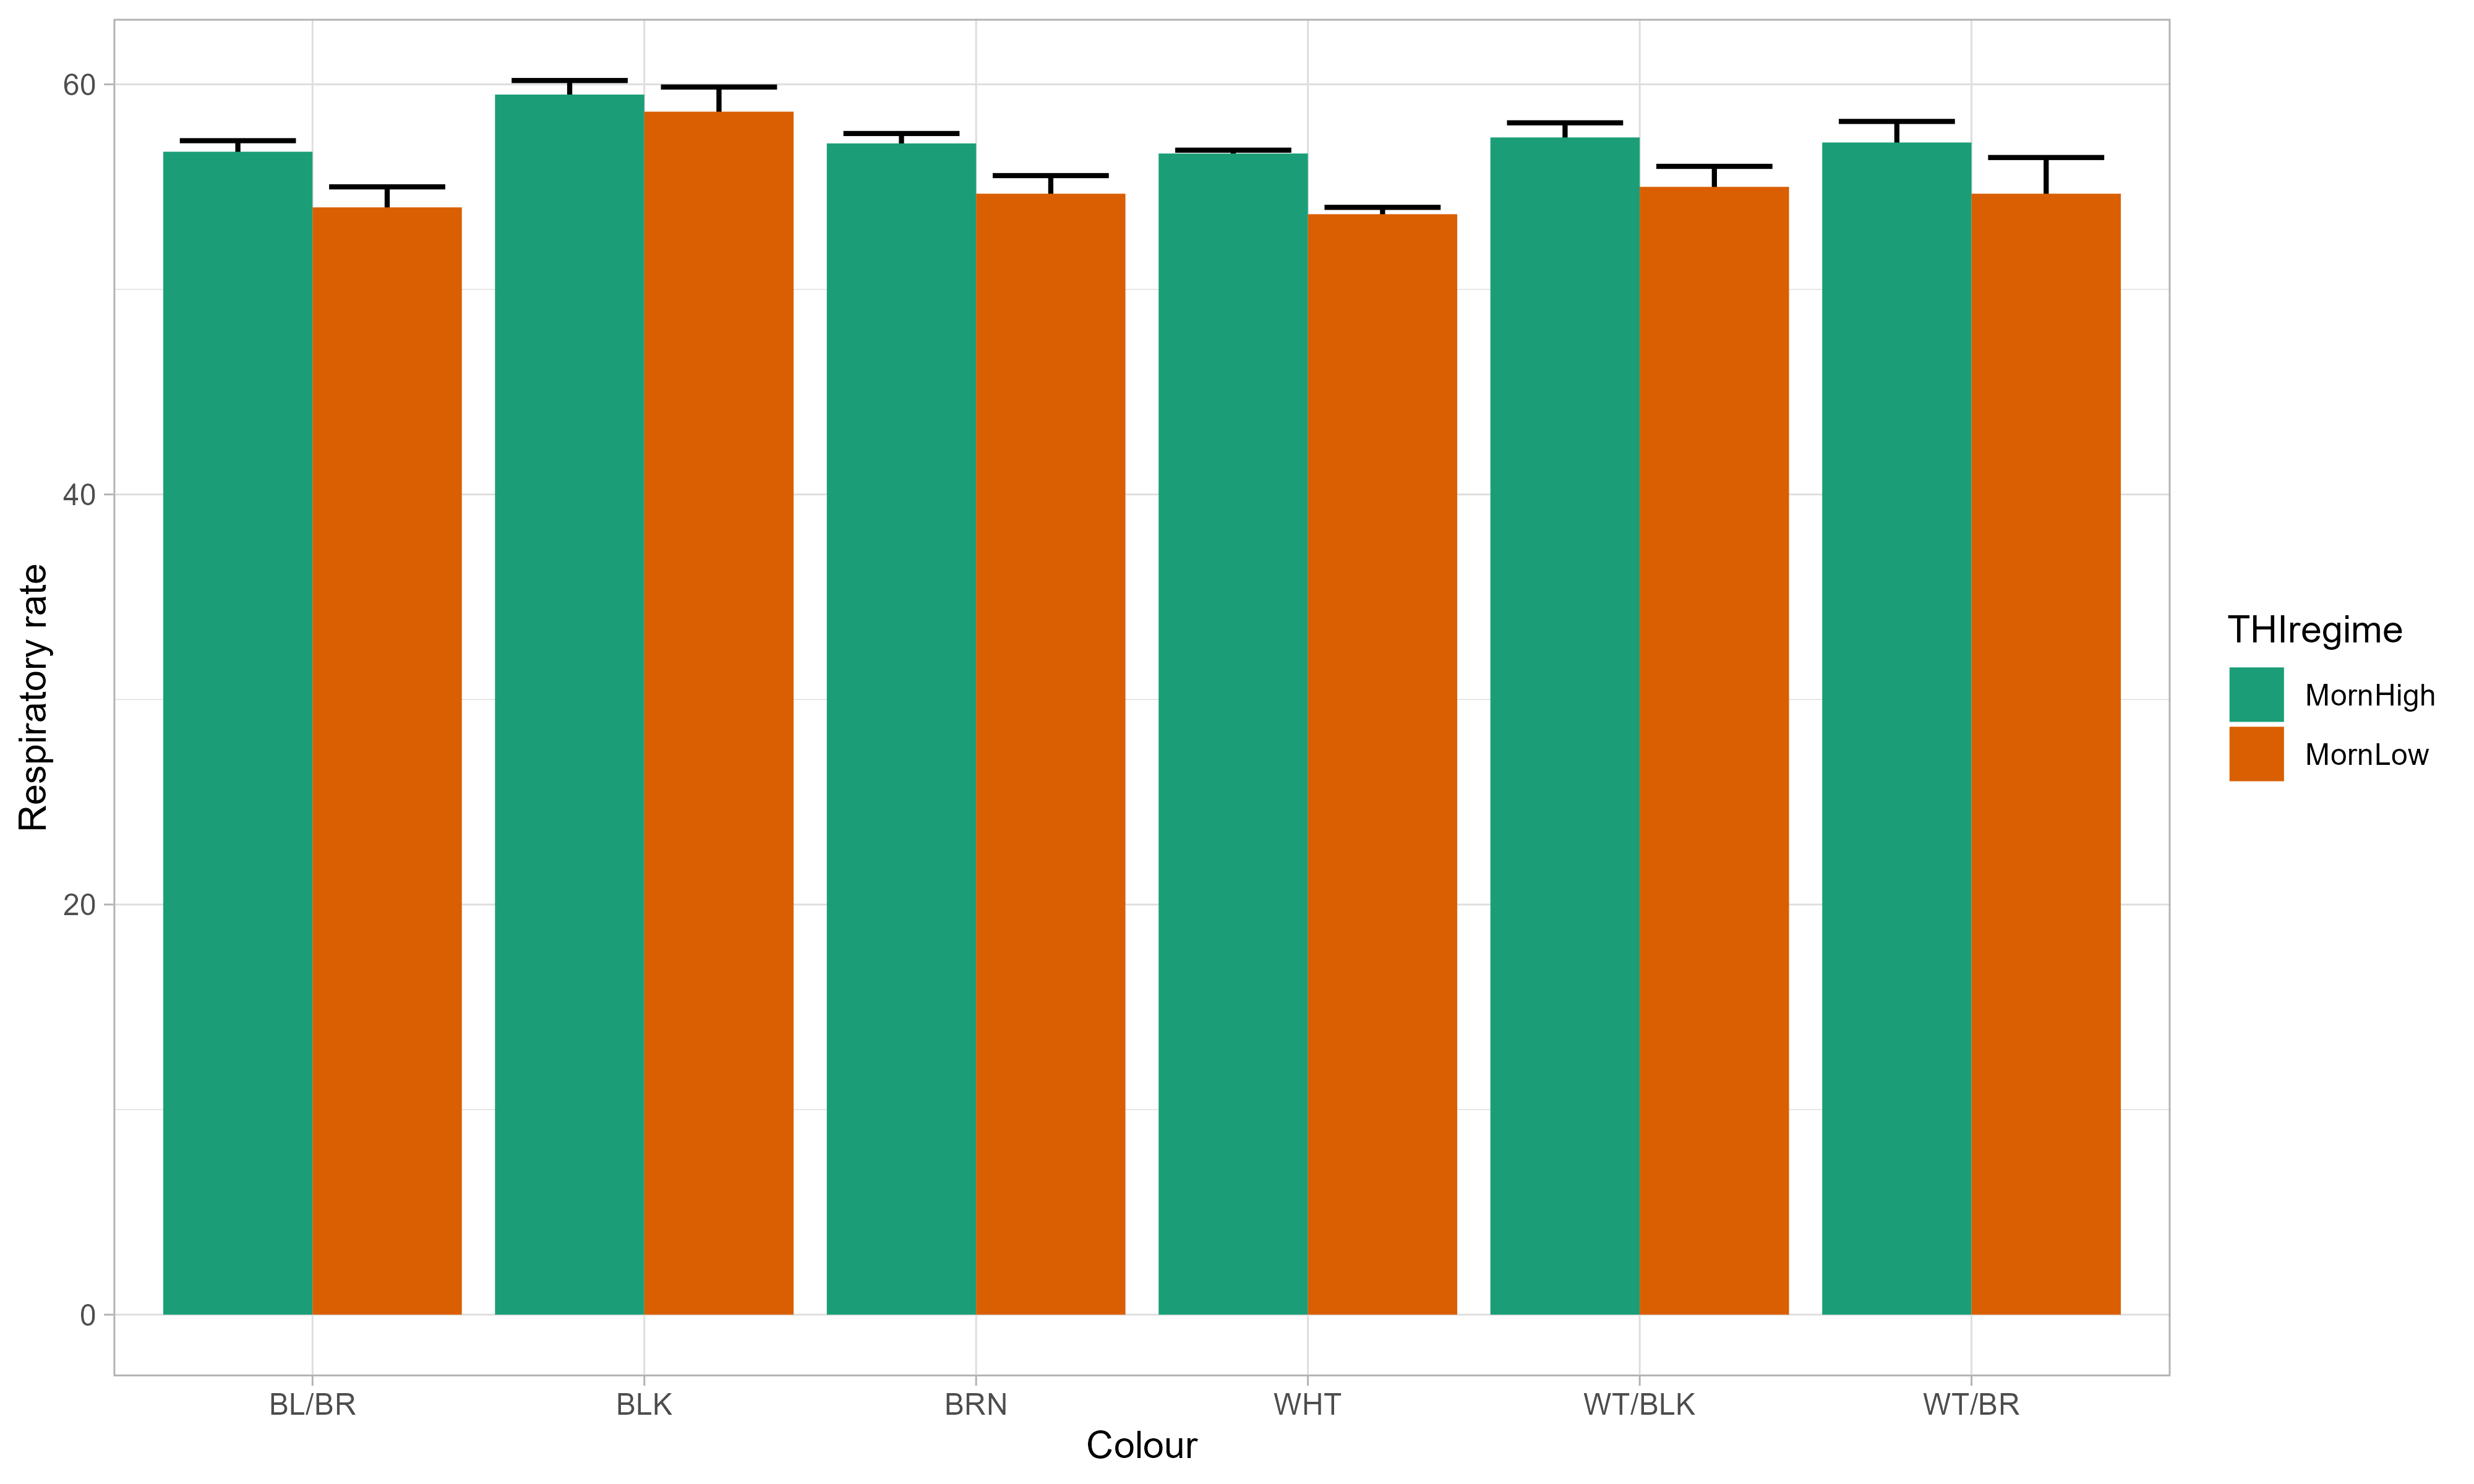 60
40
20
0
Respiratory rate
BL/BR
BLK
BRN
WHT
WT/BLK
WT/BR
Colour
THIregime
MornHigh
MornLow